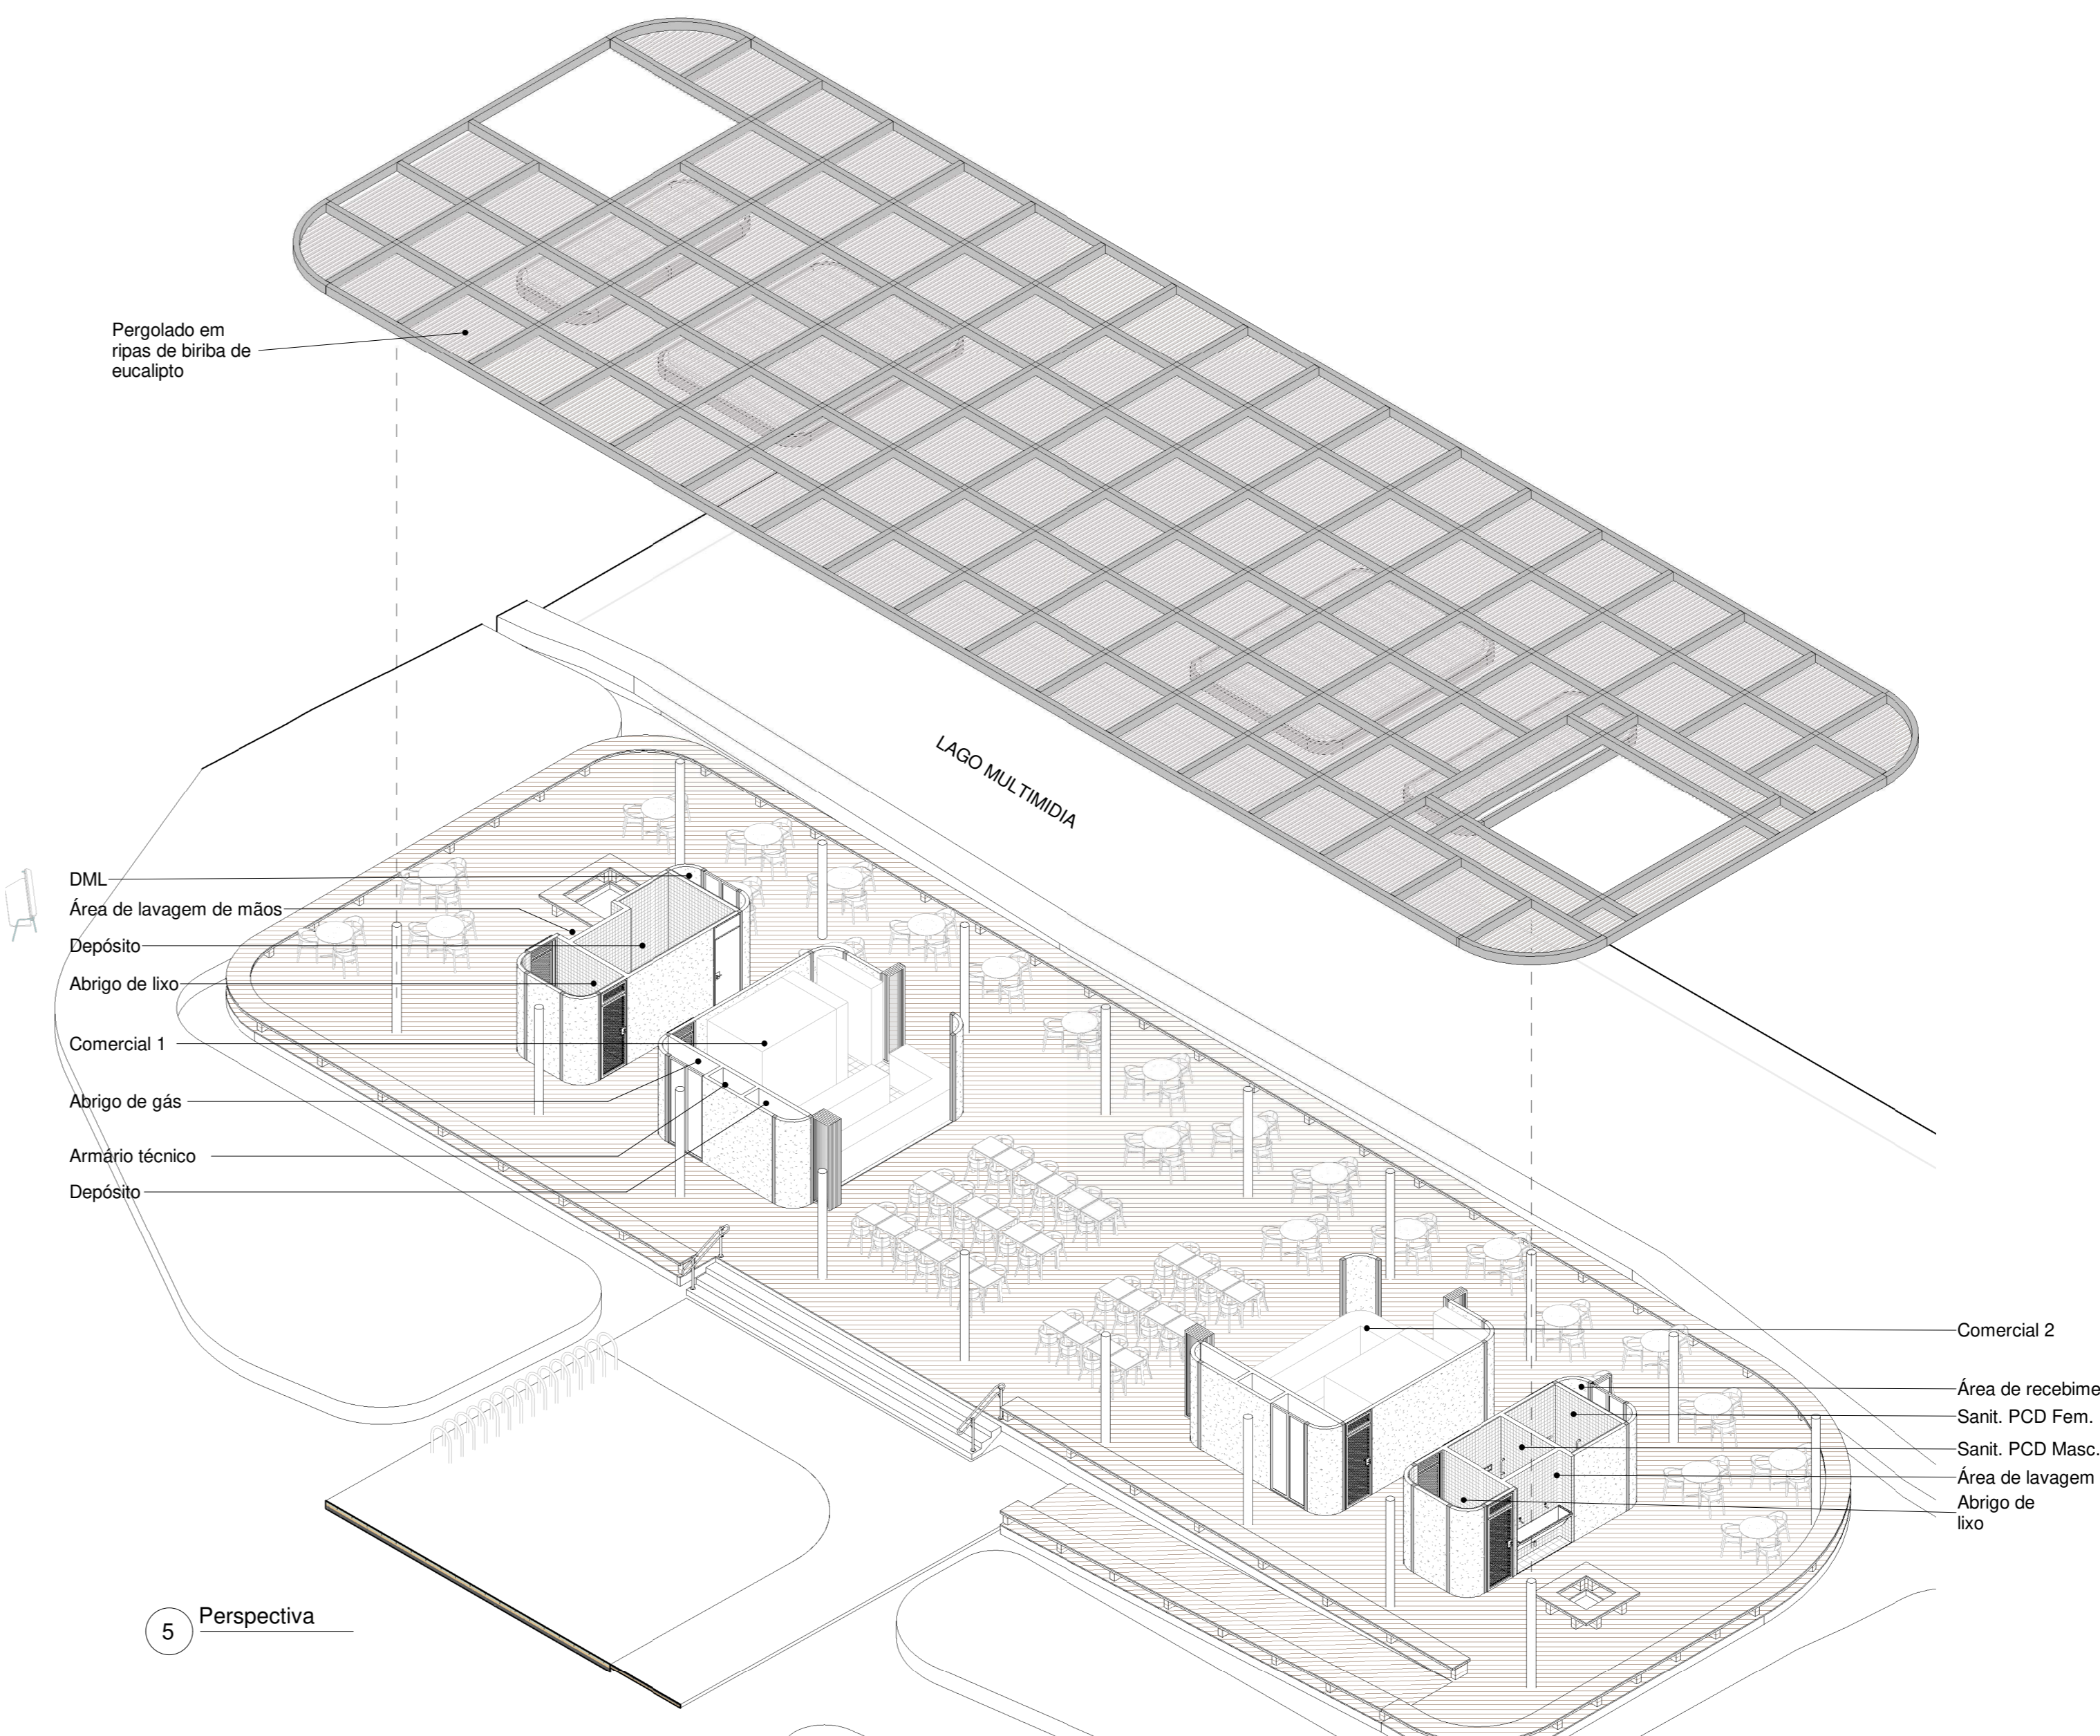 Pergolado em
ripas de biriba de
eucalipto
LAGO MULTIMIDIA
DML
Área de lavagem de mãos
Depósito
Abrigo de lixo
Comercial 1
Abrigo de gás
Armário técnico
Depósito
Comercial 2
Área de recebime
Sanit. PCD Fem.
Sanit. PCD Masc.
Área de lavagem
Abrigo de
lixo
5 Perspectiva